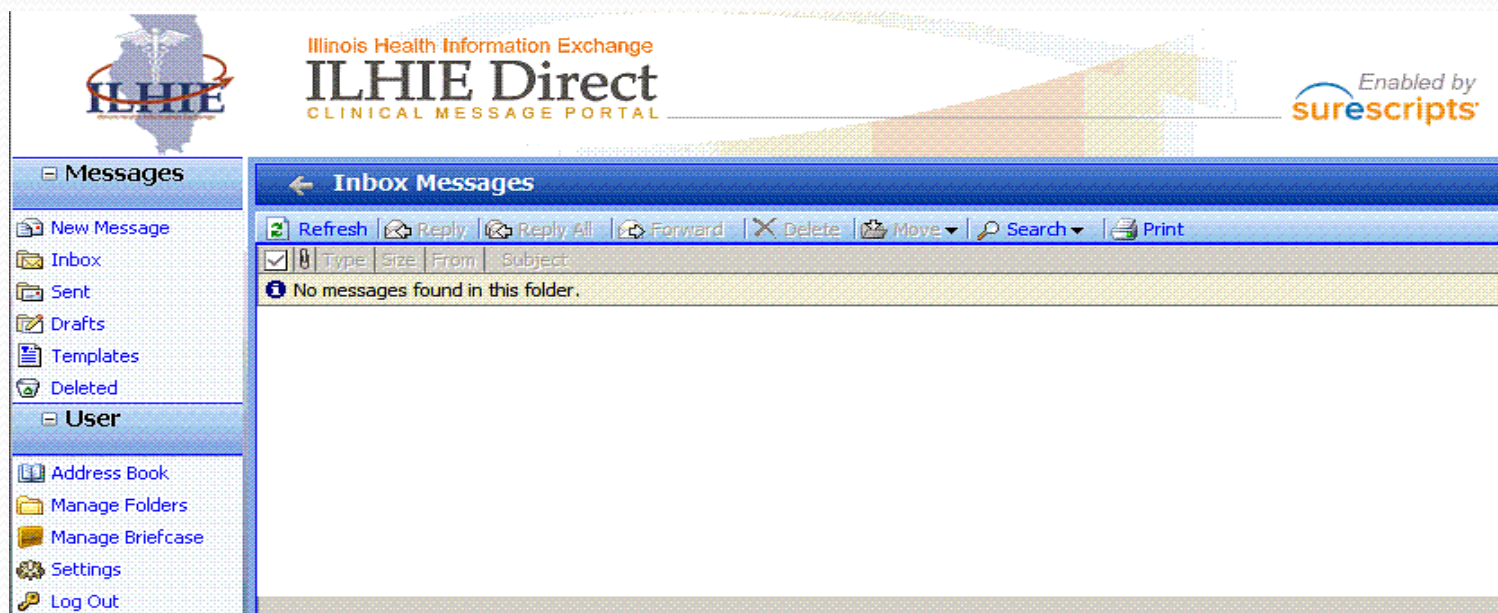 ILHIE
Illinois Health Information Exchange
ILHIE Direct
CLINICAL MESSAGE PORTAL
Enabled by
surescripts
Messages
New Message
Inbox
Sent
Drafts
Templates
Deleted
User
Address Book
Manage Folders
Manage Briefcase
Settings
Log Out
Inbox Messages
Refresh Reply Reply All Forward Delete Move Search Print
Type Size From Subject
No messages found in this folder.